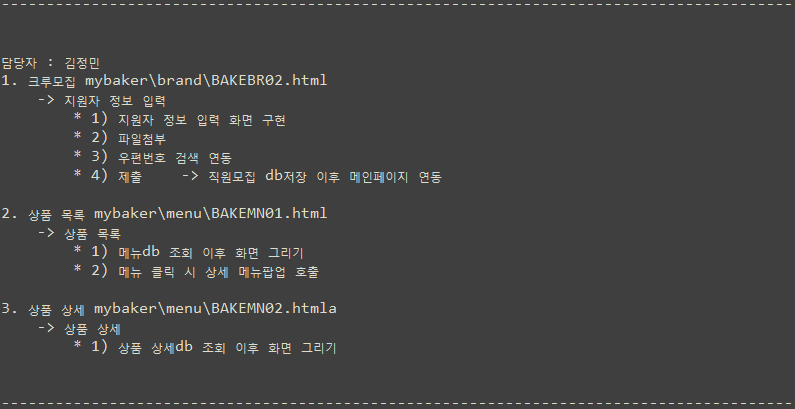 --------------------------------------------------------------------------------------------------------
담당자 : 김정민
1. 크루모집 mybaker\brand\BAKEBR02.html
-> 지원자 정보 입력
* 1) 지원자 정보 입력 화면 구현
* 2) 파일첨부
* 3) 우편번호 검색 연동
* 4) 제출 -> 직원모집 db저장 이후 메인페이지 연동
2. 상품 목록 mybaker\menu\BAKEMN01.html
-> 상품 목록
* 1) 메뉴db 조회 이후 화면 그리기
* 2) 메뉴 클릭 시 상세 메뉴팝업 호출
3. 상품 상세 mybaker\menu\BAKEMN02.htmla
-> 상품 상세
* 1) 상품 상세db 조회 이후 화면 그리기
--------------------------------------------------------------------------------------------------------